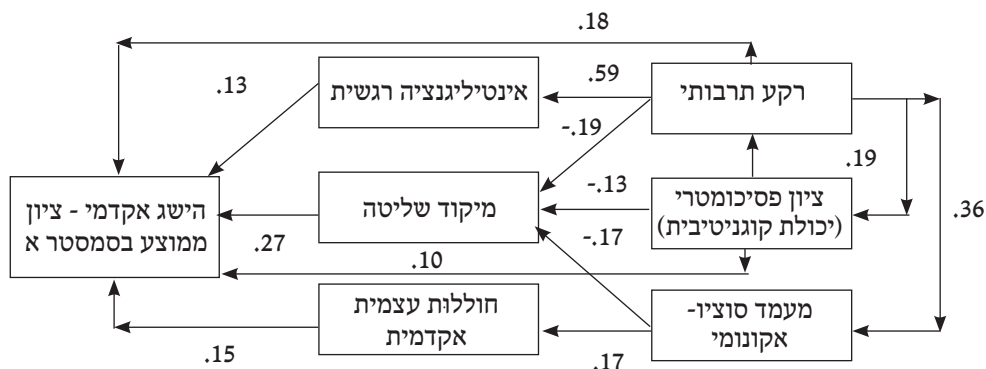 .18
רקע תרבותי
.59
אינטיליגנציה רגשית
.13
-.19
.19
ציון פסיכומטרי
(יכולת קוגניטיבית)
-.13
מיקוד שליטה
הישג אקדמי - ציון
ממוצע בסמסטר א
.36
-.17
.27
.10
מעמד סוציו-
אקונומי
חוללות עצמית
אקדמית
.17
.15